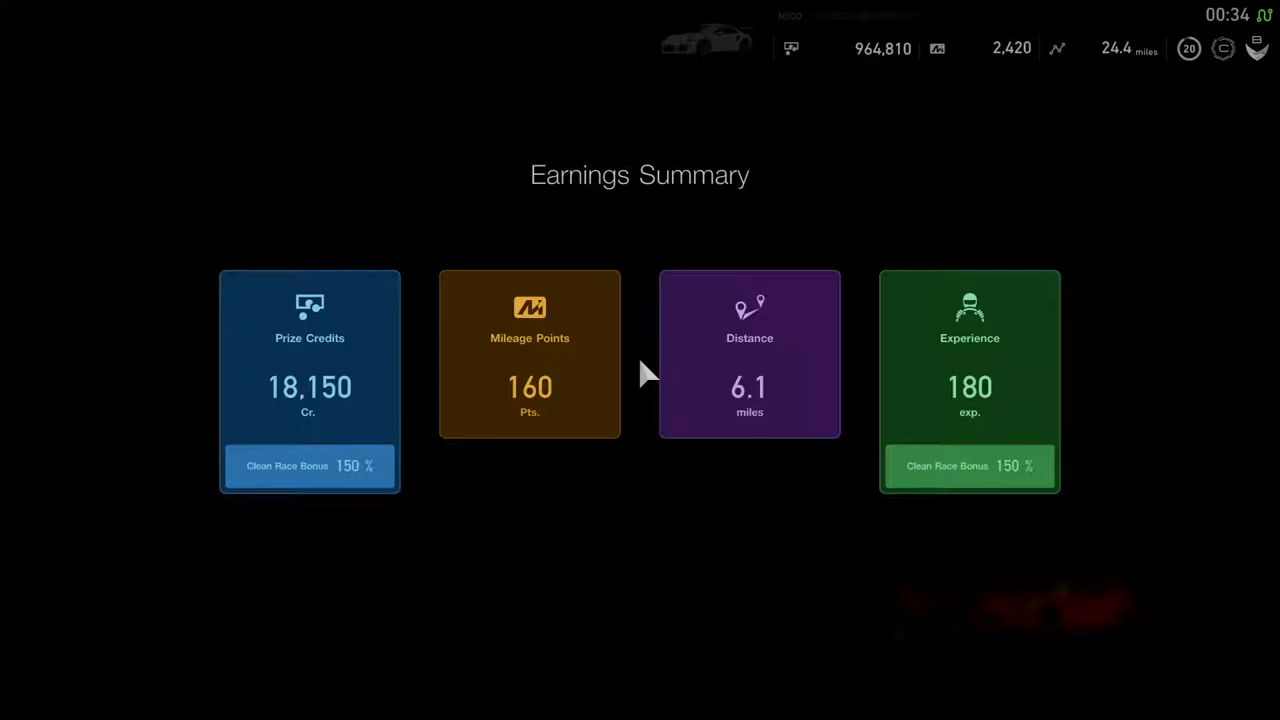 00:34
964,810
2,420
24.4 miles
20
C
B
Earnings Summary
Prize Credits
18,150
Cr.
Clean Race Bonus 150 %
Mileage Points
160
Pts.
Distance
6.1
miles
Experience
180
exp.
Clean Race Bonus 150 %